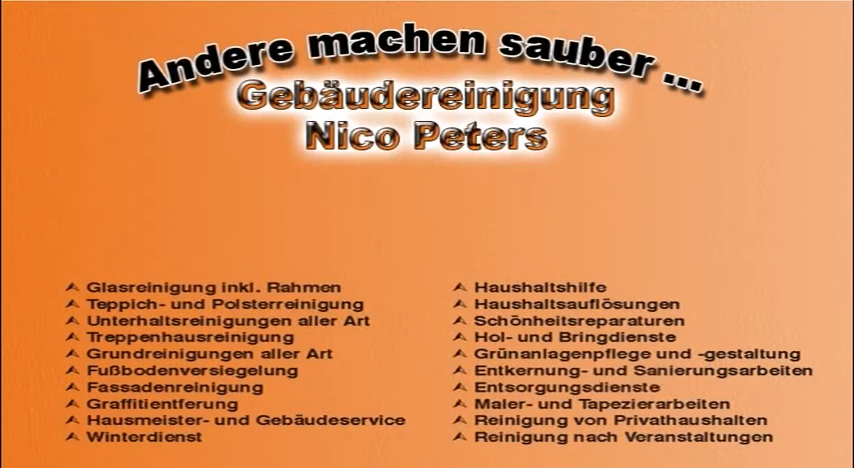 Andere machen sauber ...
Gebäudereinigung
Nico Peters
Glasreinigung inkl. Rahmen
Teppich- und Polsterreinigung
Unterhaltsreinigungen aller Art
Treppenhausreinigung
Grundreinigungen aller Art
Fußbodenversiegelung
Fassadenreinigung
Graffitientferung
Hausmeister- und Gebäudeservice
Winterdienst
Haushaltshilfe
Haushaltsauflösungen
Schönheitsreparaturen
Hol- und Bringdienste
Grünanlagenpflege und -gestaltung
Entkernung- und Sanierungsarbeiten
Entsorgungsdienste
Maler- und Tapezierarbeiten
Reinigung von Privathaushalten
Reinigung nach Veranstaltungen